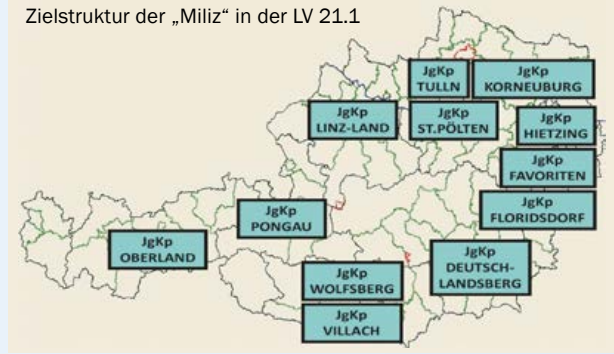 Zielstruktur der „Miliz“ in der LV 21.1
JgKp
TULLN
JgKp
KORNEUBURG
JgKp
LINZ-LAND
JgKp
ST.PÖLTEN
JgKp
HIETZING
JgKp
FAVORITEN
JgKp
FLORIDSDORF
JgKp
PONGAU
JgKp
OBERLAND
JgKp
DEUTSCH-
LANDSBERG
JgKp
WOLFSBERG
JgKp
VILLACH